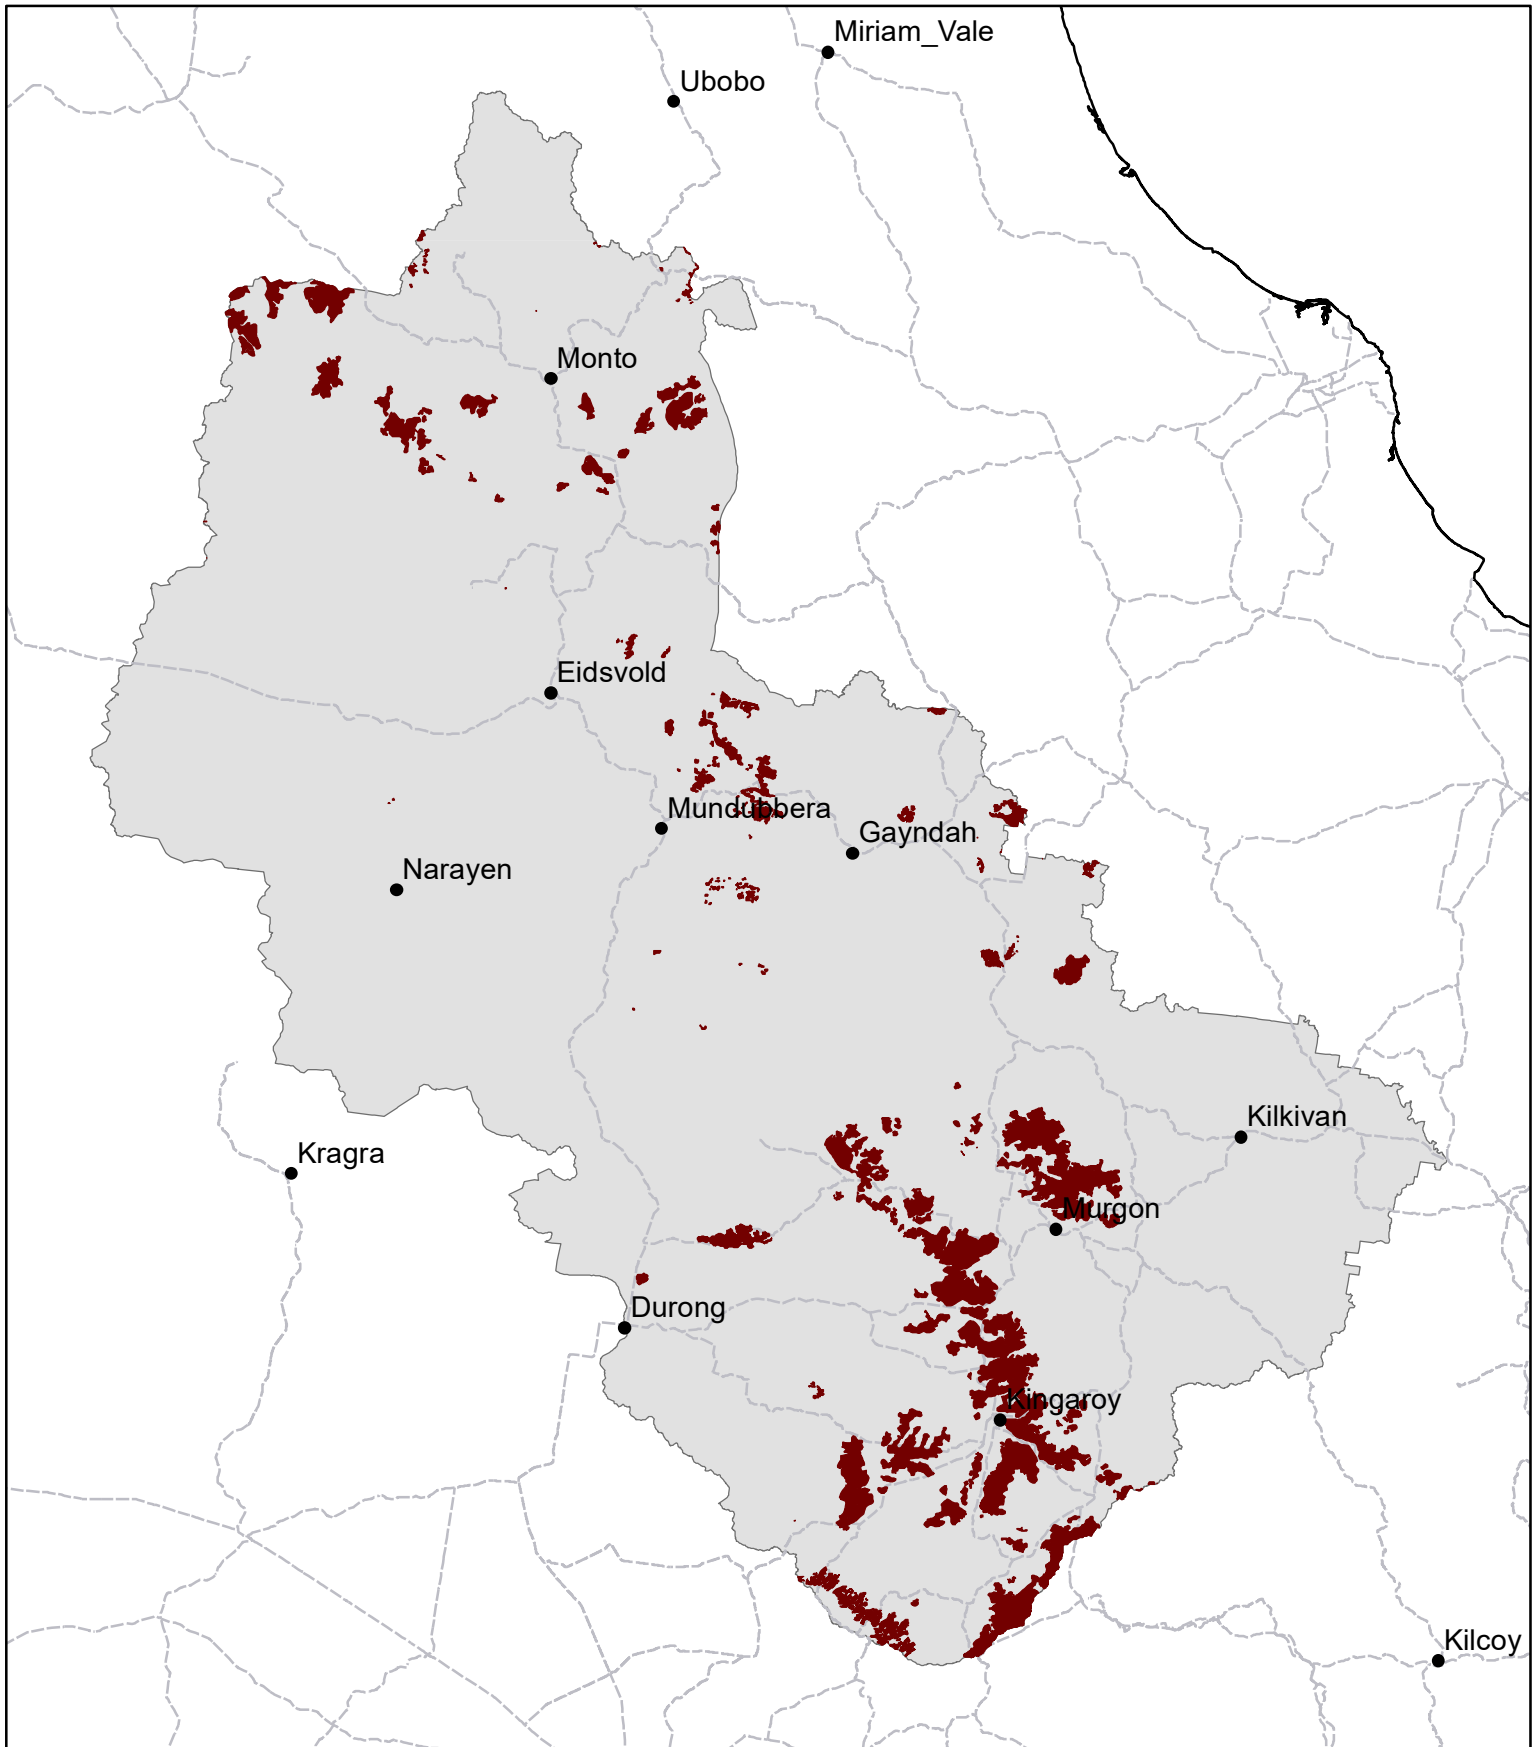 Miriam_Vale
Ubobo
Monto
Eidsvold
Mundubbera
Gayndah
Narayen
Kilkivan
Kragra
Murgon
Durong
Kingaroy
Kilcoy